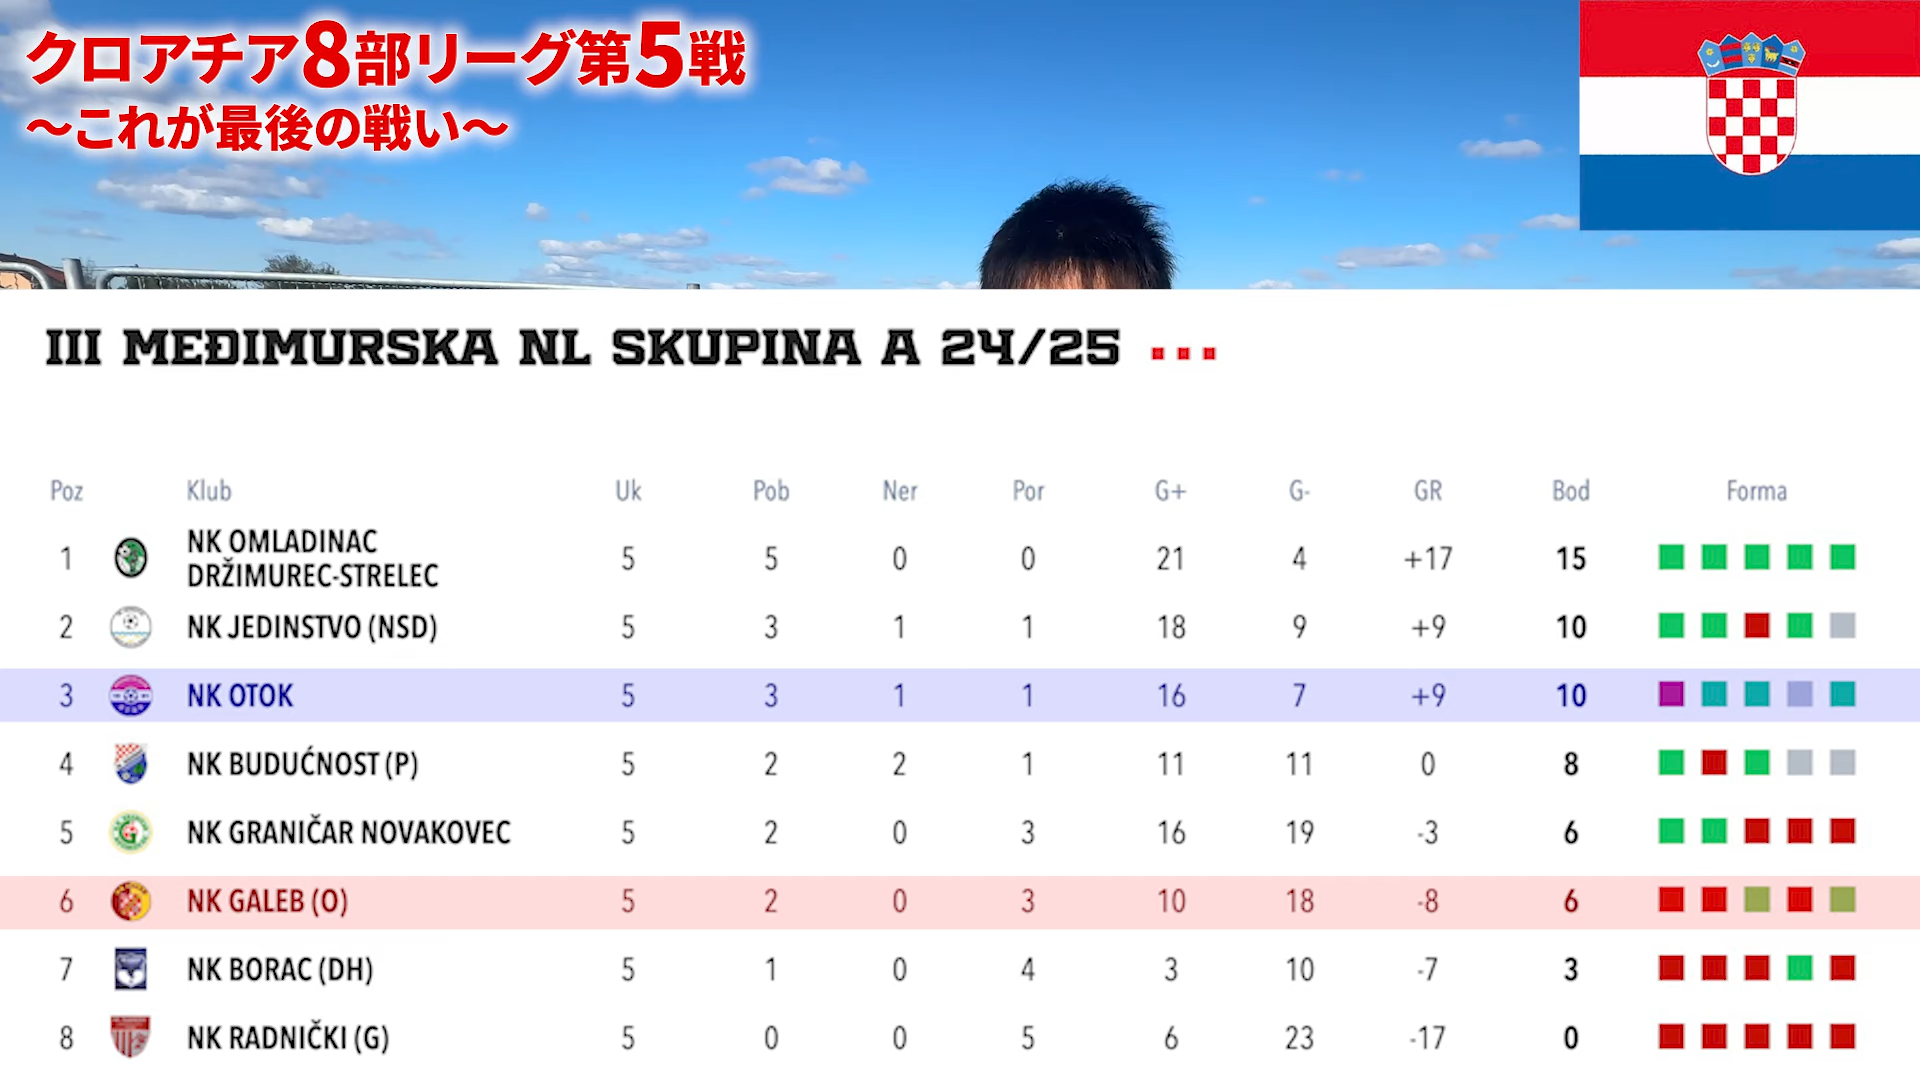 クロアチア8部リーグ第5戦
〜これが最後の戦い〜
III MEĐIMURSKA NL SKUPINA A 24/25
Poz Klub Uk Pob Ner Por G+ G- GR Bod Forma
1 NK OMLADINAC DRŽIMUREC-STRELEC 5 5 0 0 21 4 +17 15
2 NK JEDINSTVO (NSD) 5 3 1 1 18 9 +9 10
3 NK OTOK 5 3 1 1 16 7 +9 10
4 NK BUDUĆNOST (P) 5 2 2 1 11 11 0 8
5 NK GRANIČAR NOVAKOVEC 5 2 0 3 16 19 -3 6
6 NK GALEB (O) 5 2 0 3 10 18 -8 6
7 NK BORAC (DH) 5 1 0 4 3 10 -7 3
8 NK RADNIČKI (G) 5 0 0 5 6 23 -17 0